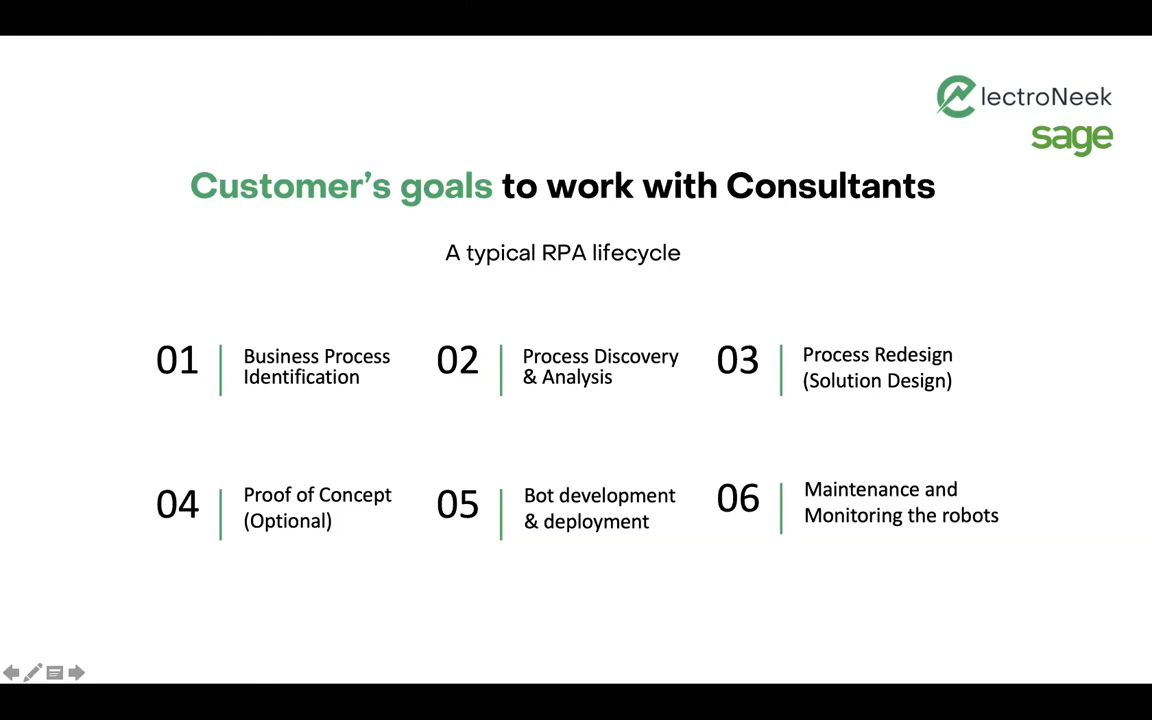 ElectroNeek
sage
Customer's goals to work with Consultants
A typical RPA lifecycle
01
Business Process
Identification
02
Process Discovery
& Analysis
03
Process Redesign
(Solution Design)
04
Proof of Concept
(Optional)
05
Bot development
& deployment
06
Maintenance and
Monitoring the robots